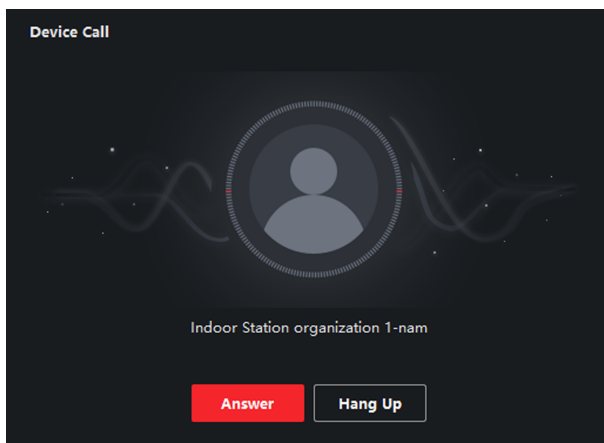 Device Call
Indoor Station organization 1-nam
Answer
Hang Up